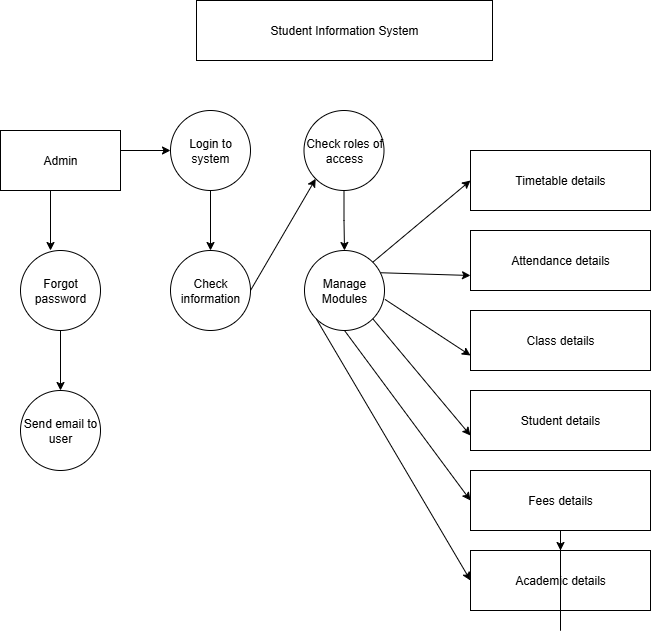 Student Information System
Admin
Login to
system
Check roles of
access
Timetable details
Attendance details
Forgot
password
Check
information
Manage
Modules
Class details
Send email to
user
Student details
Fees details
Academic details